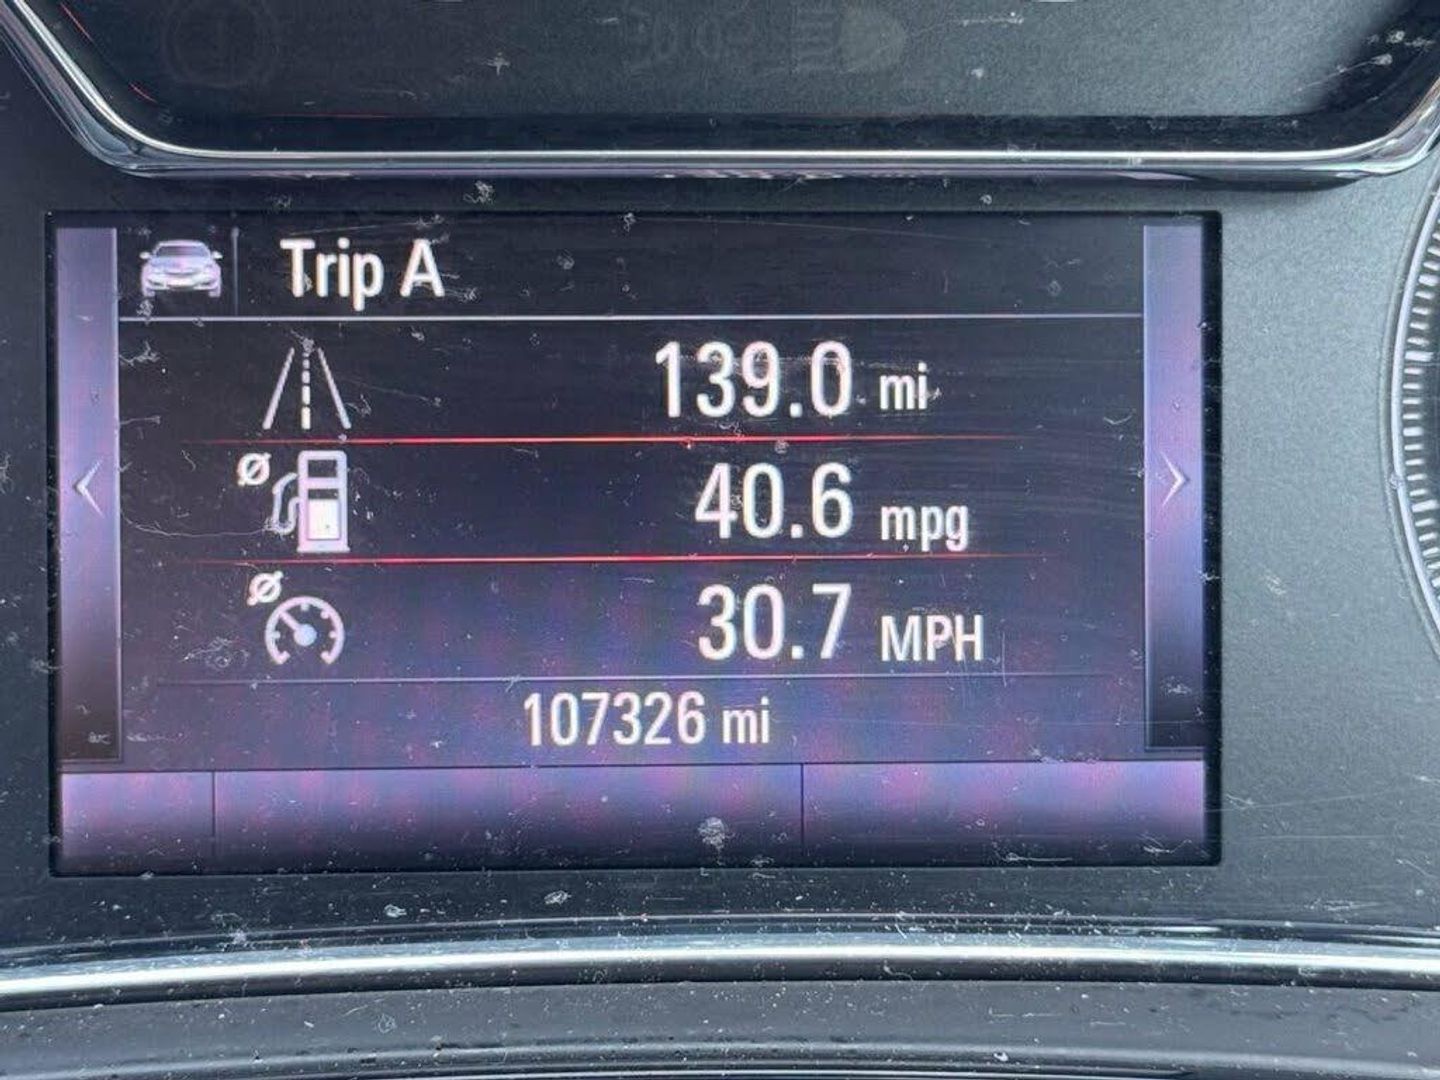 Trip A
139.0 mi
Ø 40.6 mpg
Ø 30.7 MPH
107326 mi